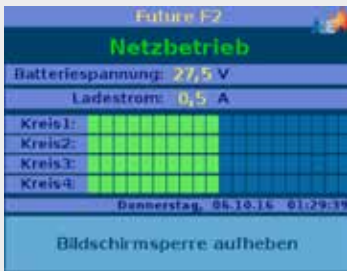 Future F2
Netzbetrieb
Batteriespannung: 27,5 V
Ladestrom: 0,5 A
Kreis1:
Kreis2:
Kreis3:
Kreis4:
Donnerstag, 06.10.16 01:29:39
Bildschirmsperre aufheben